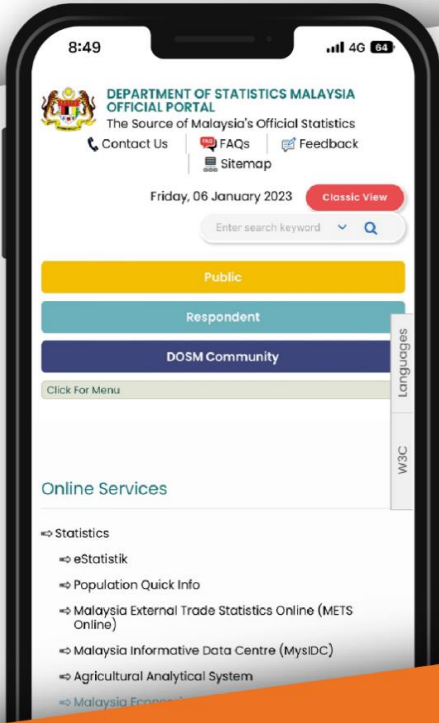 8:49
4G 64
DEPARTMENT OF STATISTICS MALAYSIA
OFFICIAL PORTAL
The Source of Malaysia's Official Statistics
Contact Us
FAQs
Feedback
Sitemap
Friday, 06 January 2023
Classic View
Enter search keyword
Public
Respondent
DOSM Community
Click For Menu
Languages
W3C
Online Services
Statistics
eStatistik
Population Quick Info
Malaysia External Trade Statistics Online (METS
Online)
Malaysia Informative Data Centre (MysIDC)
Agricultural Analytical System
Malaysia